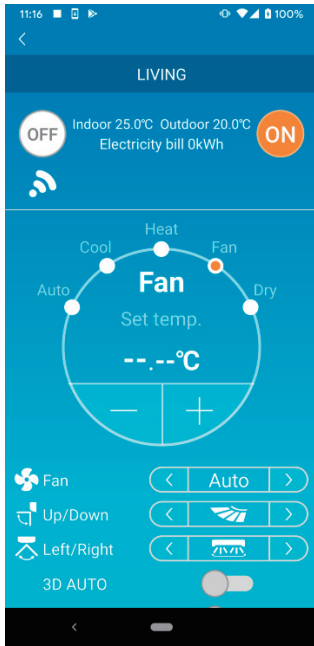 11:16 100%
LIVING
OFF
Indoor 25.0℃ Outdoor 20.0℃
Electricity bill 0kWh
ON
Heat
Cool Fan
Auto Dry
Fan
Set temp.
--.--℃
Fan Auto
Up/Down
Left/Right
3D AUTO